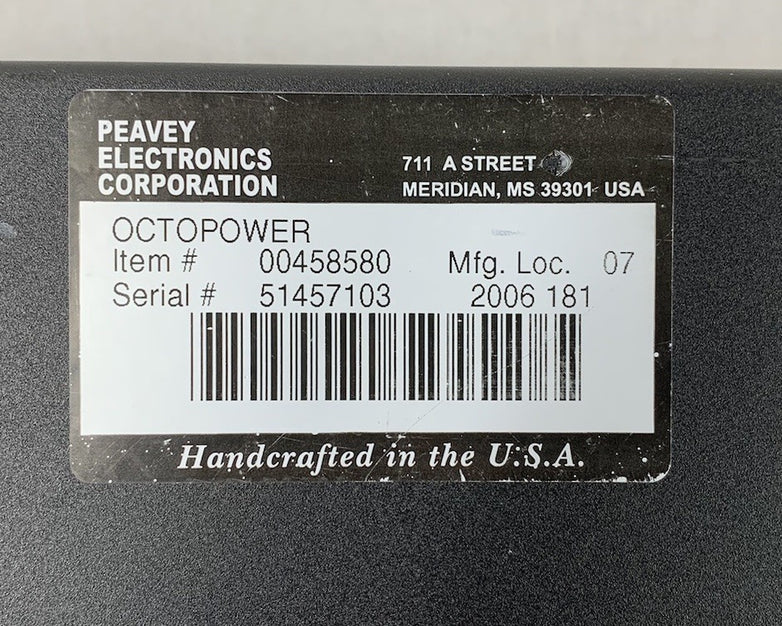 PEAVEY
ELECTRONICS
CORPORATION
711 A STREET
MERIDIAN, MS 39301 USA
OCTOPOWER
Item # 00458580 Mfg. Loc. 07
Serial # 51457103 2006 181
Handcrafted in the U.S.A.